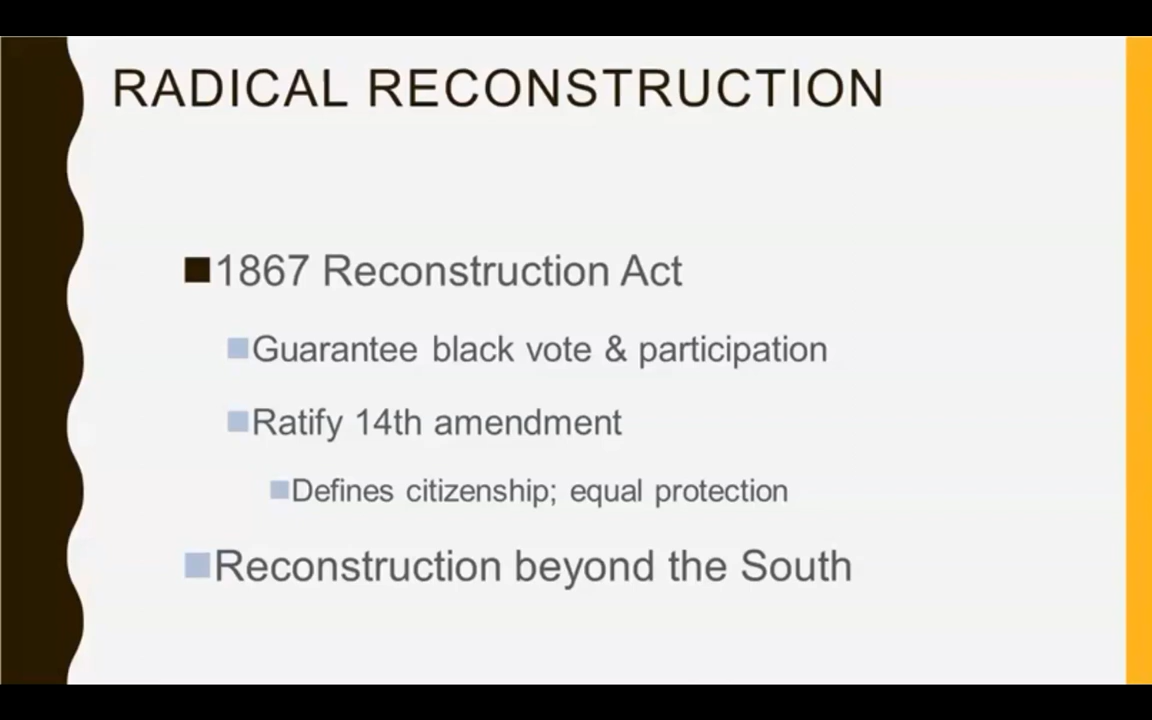 RADICAL RECONSTRUCTION
1867 Reconstruction Act
Guarantee black vote & participation
Ratify 14th amendment
Defines citizenship; equal protection
Reconstruction beyond the South